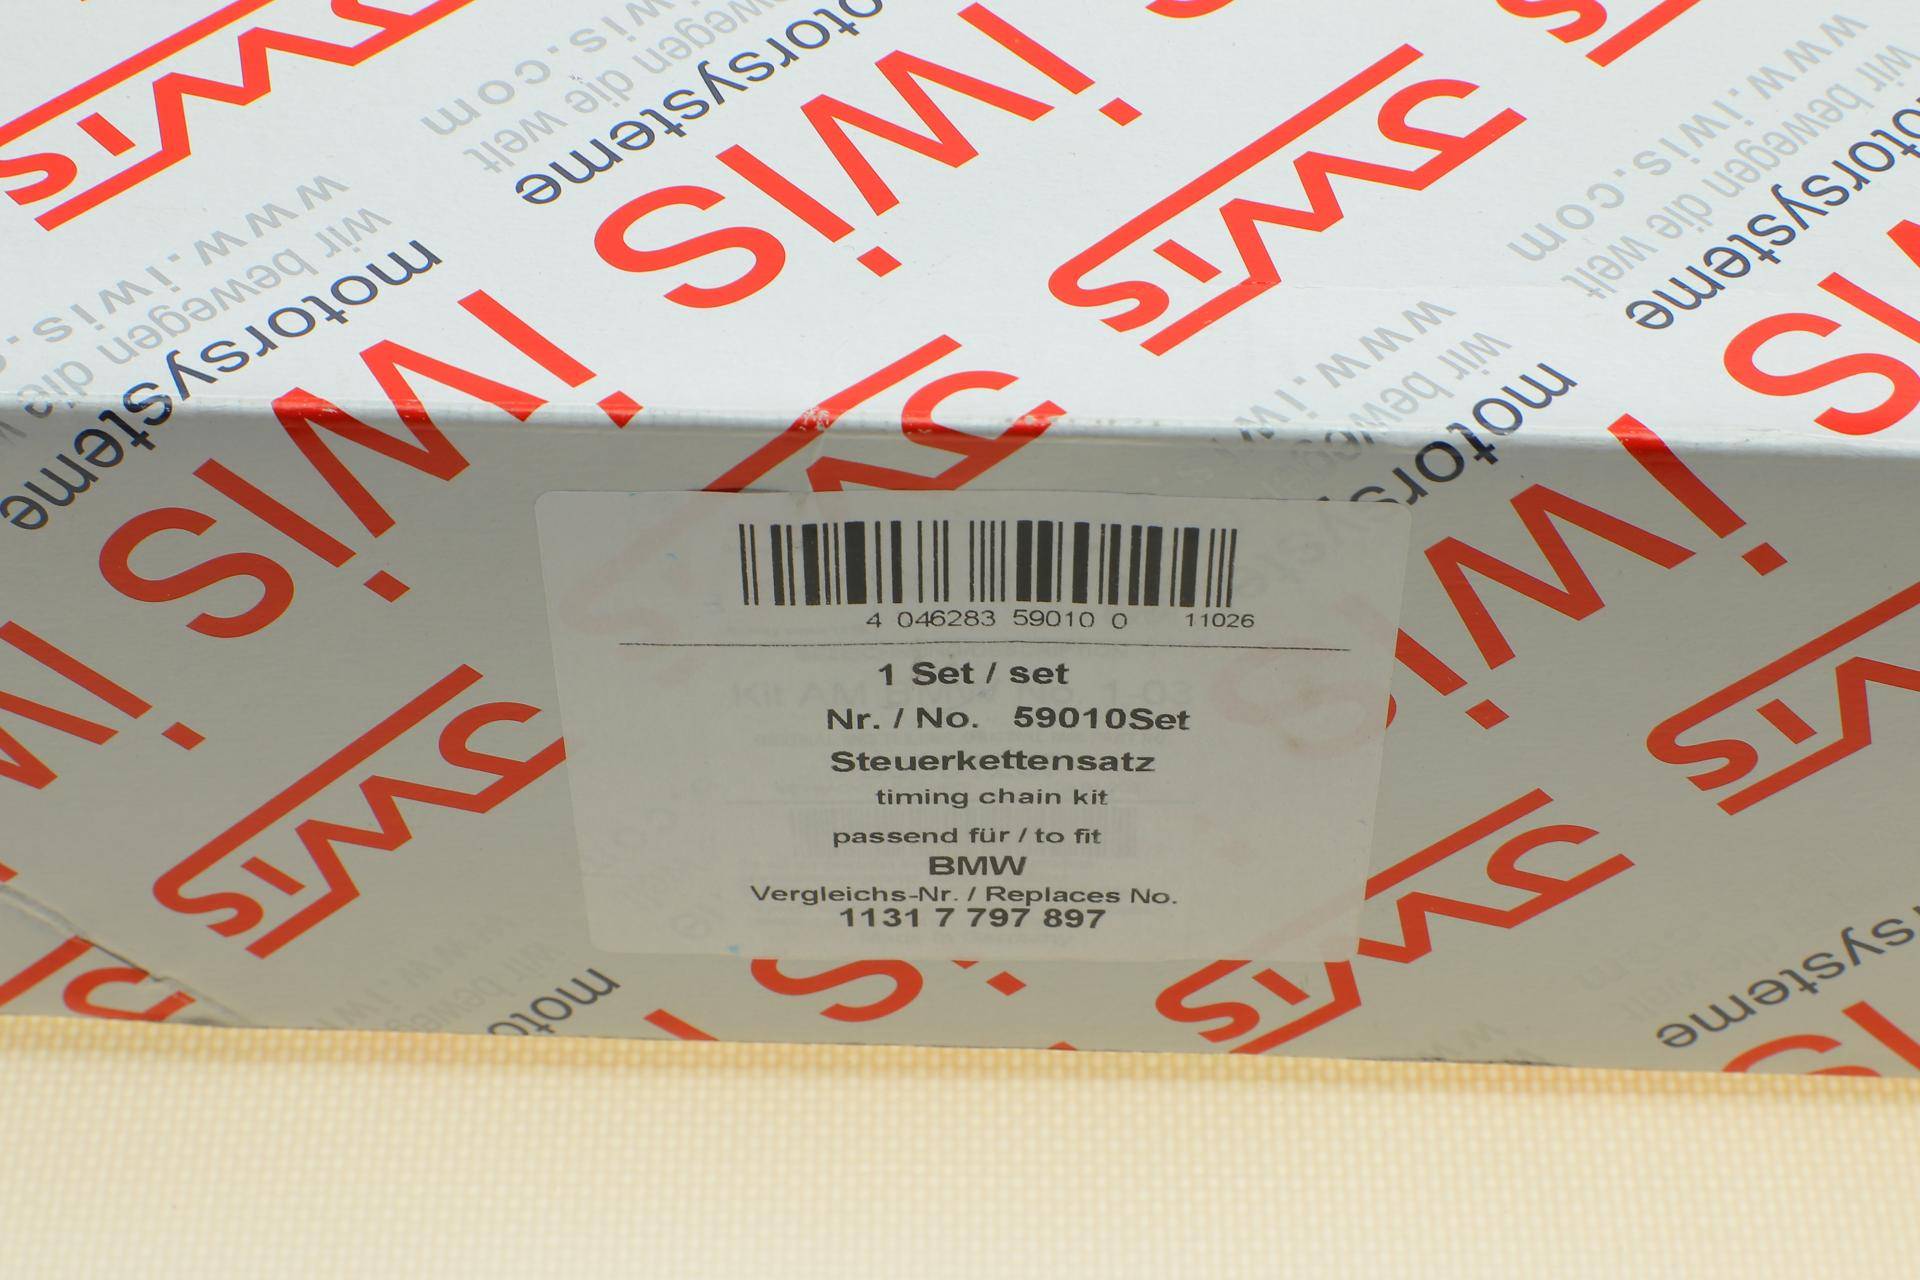 iwis
motorsysteme
wir bewegen die welt
www.iwis.com
4 046283 59010 0 11026
1 Set / set
Nr. / No. 59010Set
Steuerkettensatz
timing chain kit
passend für / to fit
BMW
Vergleichs-Nr. / Replaces No.
1131 7 797 897